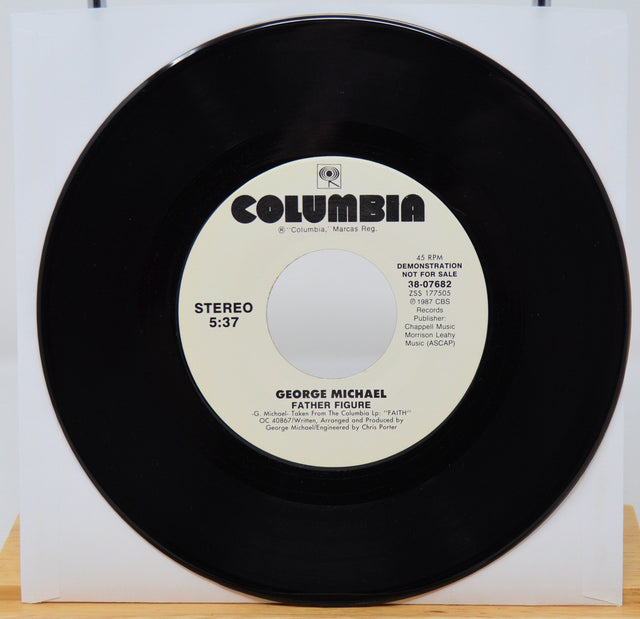 COLUMBIA
® "Columbia," Marcas Reg.
45 RPM
DEMONSTRATION
NOT FOR SALE
38-07682
ZSS 177505
℗ 1987 CBS
Records
Publisher:
Chappell Music
Morrison Leahy
Music (ASCAP)
STEREO
5:37
GEORGE MICHAEL
FATHER FIGURE
-G. Michael- Taken From The Columbia Lp: "FAITH"
OC 40867/Written, Arranged and Produced by
George Michael/Engineered by Chris Porter